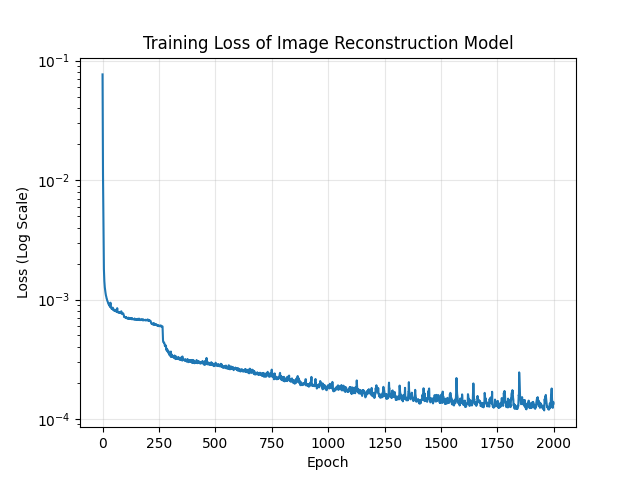 Training Loss of Image Reconstruction Model
Loss (Log Scale)
10⁻¹
10⁻²
10⁻³
10⁻⁴
0 250 500 750 1000 1250 1500 1750 2000
Epoch